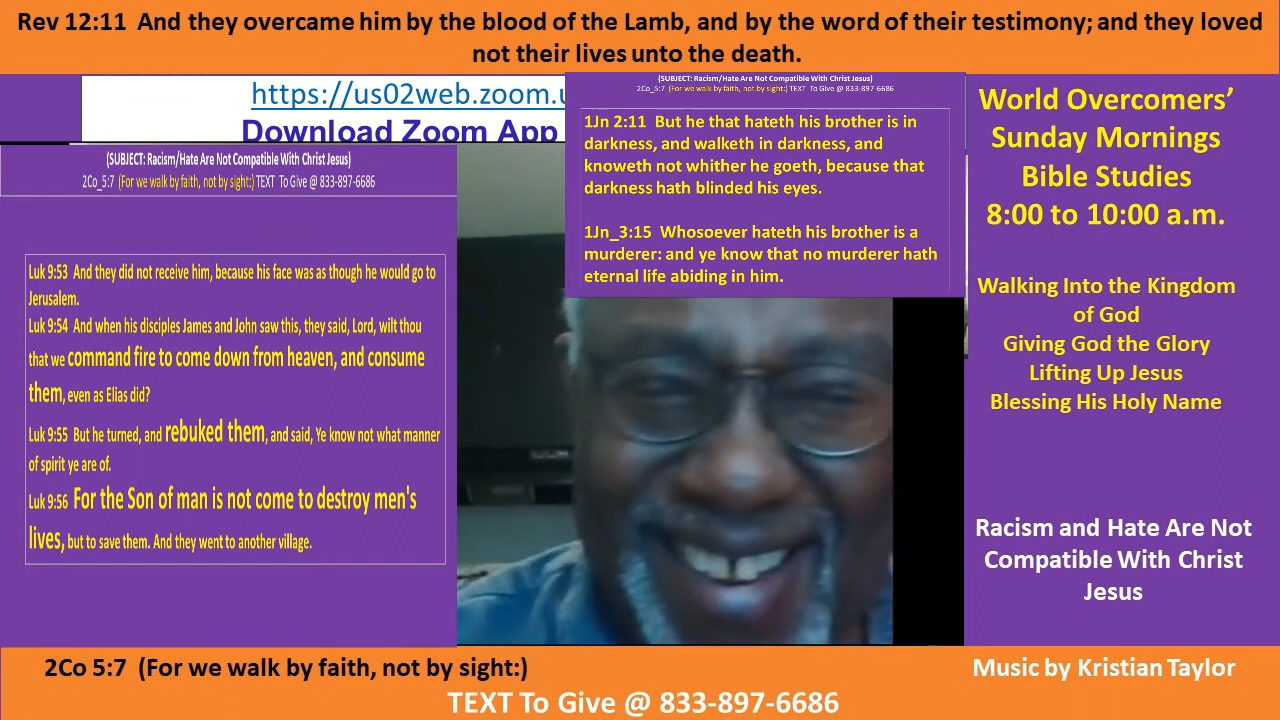 Rev 12:11  And they overcame him by the blood of the Lamb, and by the word of their testimony; and they loved
not their lives unto the death.
https://us02web.zoom.u
Download Zoom App
(SUBJECT: Racism/Hate Are Not Compatible With Christ Jesus)
2Co_5:7  (For we walk by faith, not by sight:) TEXT  To Give @ 833-897-6686
Luk 9:53  And they did not receive him, because his face was as though he would go to
Jerusalem.
Luk 9:54  And when his disciples James and John saw this, they said, Lord, wilt thou
that we command fire to come down from heaven, and consume
them, even as Elias did?
Luk 9:55  But he turned, and rebuked them, and said, Ye know not what manner
of spirit ye are of.
Luk 9:56  For the Son of man is not come to destroy men's
lives, but to save them. And they went to another village.
(SUBJECT: Racism/Hate Are Not Compatible With Christ Jesus)
2Co_5:7  (For we walk by faith, not by sight:) TEXT  To Give @ 833-897-6686
1Jn 2:11  But he that hateth his brother is in
darkness, and walketh in darkness, and
knoweth not whither he goeth, because that
darkness hath blinded his eyes.
1Jn_3:15  Whosoever hateth his brother is a
murderer: and ye know that no murderer hath
eternal life abiding in him.
World Overcomers’
Sunday Mornings
Bible Studies
8:00 to 10:00 a.m.
Walking Into the Kingdom
of God
Giving God the Glory
Lifting Up Jesus
Blessing His Holy Name
Racism and Hate Are Not
Compatible With Christ
Jesus
2Co 5:7  (For we walk by faith, not by sight:)
Music by Kristian Taylor
TEXT To Give @ 833-897-6686